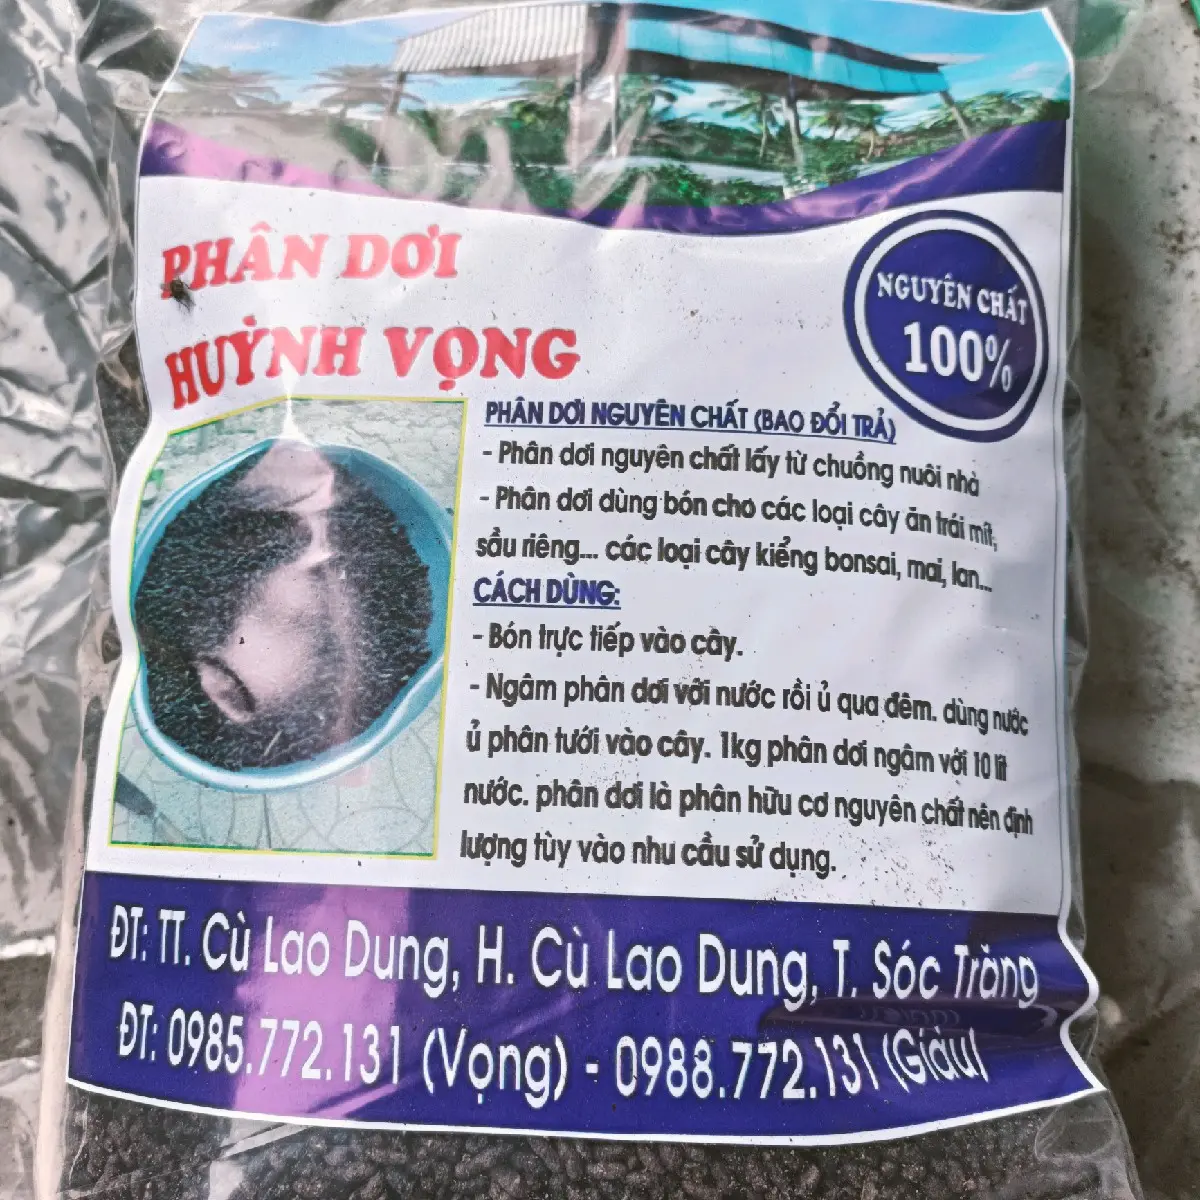 PHÂN DƠI
HUỲNH VỌNG
NGUYÊN CHẤT
100%
PHÂN DƠI NGUYÊN CHẤT (BAO ĐỔI TRẢ)
- Phân dơi nguyên chất lấy từ chuồng nuôi nhà
- Phân dơi dùng bón cho các loại cây ăn trái mít,
sầu riêng... các loại cây kiểng bonsai, mai, lan...
CÁCH DÙNG:
- Bón trực tiếp vào cây.
- Ngâm phân dơi với nước rồi ủ qua đêm. dùng nước
ủ phân tưới vào cây. 1kg phân dơi ngâm với 10 lít
nước. phân dơi là phân hữu cơ nguyên chất nên định
lượng tùy vào nhu cầu sử dụng.
ĐT: TT. Cù Lao Dung, H. Cù Lao Dung, T. Sóc Trăng
ĐT: 0985.772.131 (Vọng) - 0988.772.131 (Giàu)